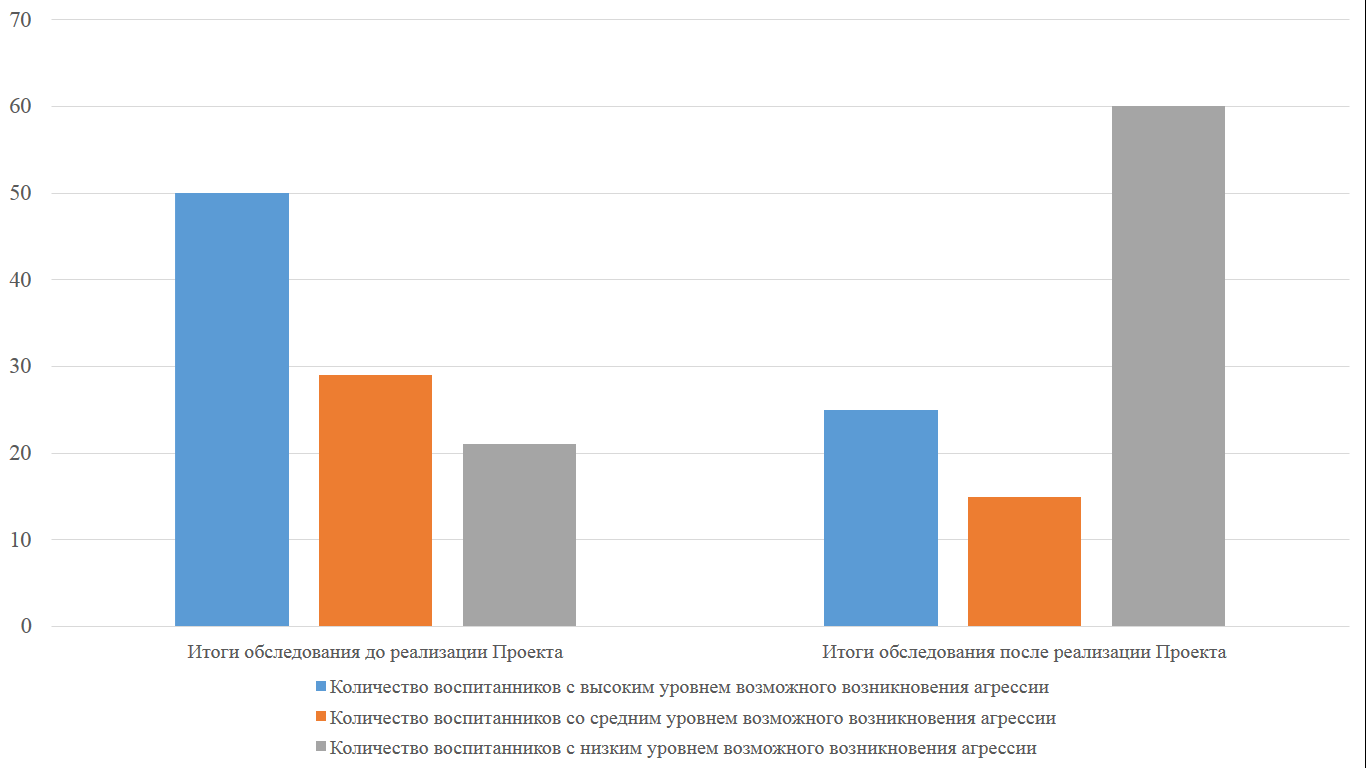 70
60
50
40
30
20
10
0
Итоги обследования до реализации Проекта
Итоги обследования после реализации Проекта
Количество воспитанников с высоким уровнем возможного возникновения агрессии
Количество воспитанников со средним уровнем возможного возникновения агрессии
Количество воспитанников с низким уровнем возможного возникновения агрессии